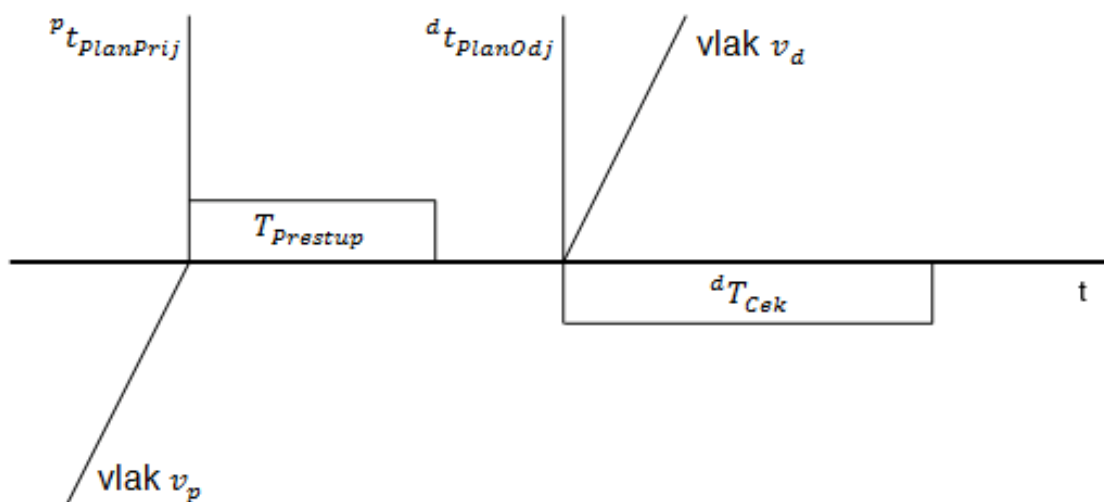 ᵖt_PlanPrij
ᵈt_PlanOdj
vlak v_d
T_Prestup
ᵈT_Cek
t
vlak v_p